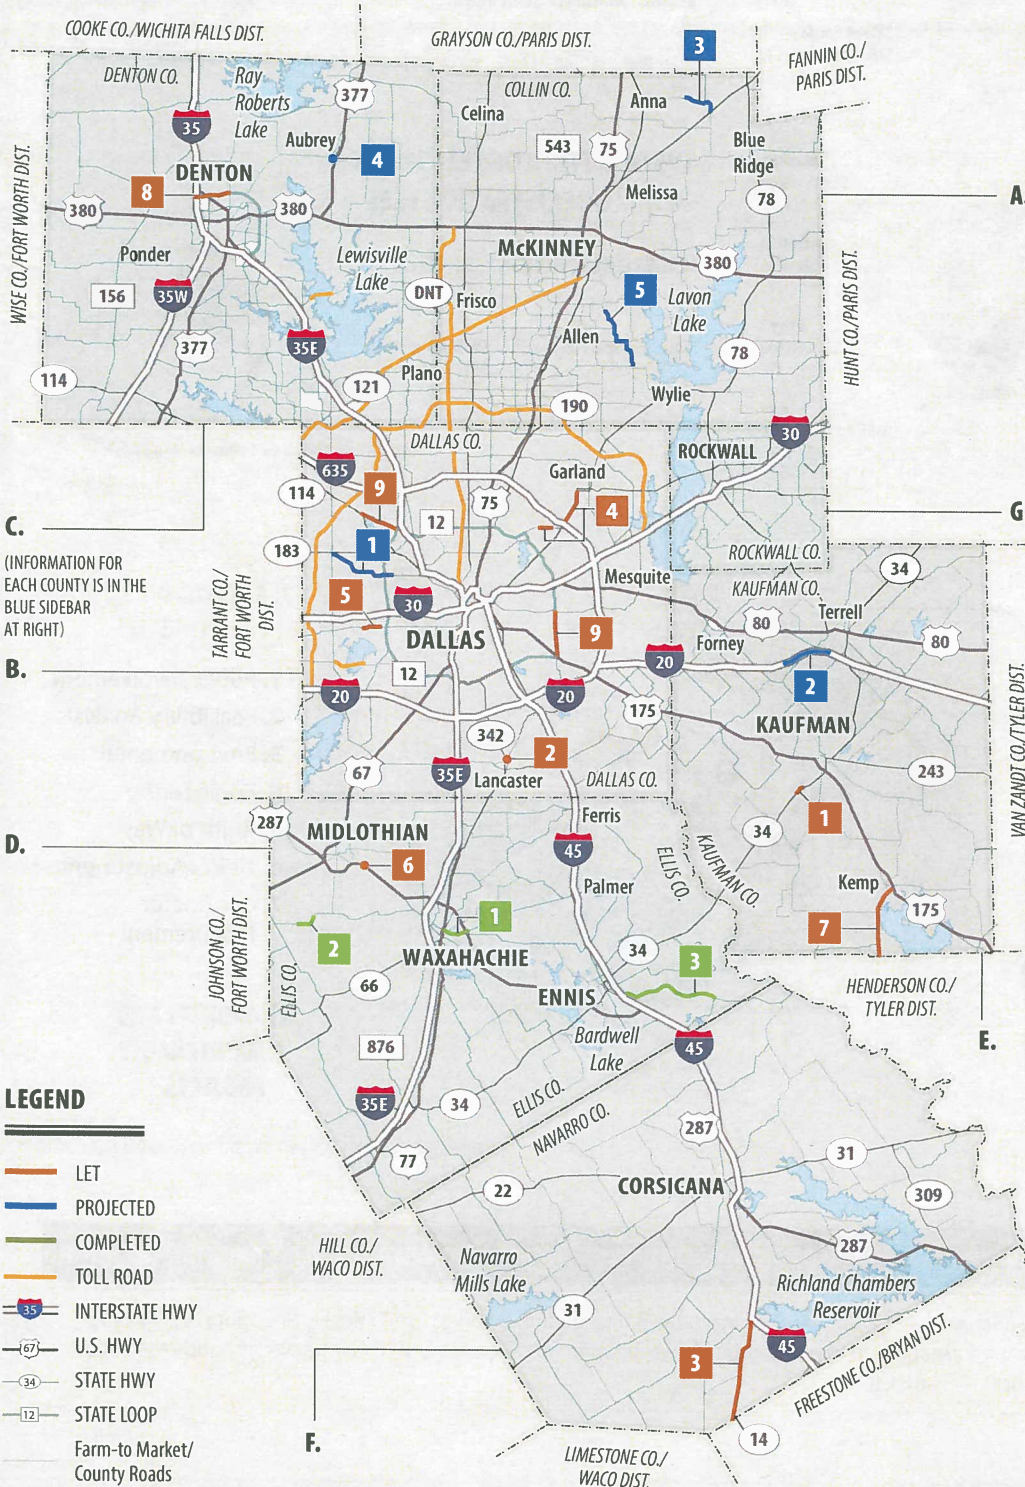 COOKE CO./WICHITA FALLS DIST.
GRAYSON CO./PARIS DIST.
3
FANNIN CO./
PARIS DIST.
DENTON CO.
Ray
Roberts
Lake
377
COLLIN CO.
Celina
Anna
35
Aubrey
4
543
75
Blue
Ridge
DENTON
8
Melissa
78
A.
380
380
WISE CO./FORT WORTH DIST.
Ponder
Lewisville
Lake
McKINNEY
380
156
35W
DNT
Frisco
5
Lavon
Lake
HUNT CO./PARIS DIST.
377
35E
Allen
78
114
121
Plano
Wylie
190
30
DALLAS CO.
ROCKWALL
635
Garland
114
9
75
4
C.
12
G
(INFORMATION FOR
EACH COUNTY IS IN THE
BLUE SIDEBAR
AT RIGHT)
183
1
ROCKWALL CO.
34
TARRANT CO./
FORT WORTH
DIST.
5
30
Mesquite
KAUFMAN CO.
Terrell
DALLAS
9
80
80
Forney
B.
12
20
20
20
2
175
KAUFMAN
VAN ZANDT CO./TYLER DIST.
342
2
67
35E
Lancaster
DALLAS CO.
243
287
MIDLOTHIAN
Ferris
1
D.
45
34
6
ELLIS CO.
KAUFMAN CO.
Palmer
Kemp
JOHNSON CO./
FORT WORTH DIST.
1
175
2
7
WAXAHACHIE
34
3
ELLIS CO.
66
ENNIS
HENDERSON CO./
TYLER DIST.
876
Bardwell
Lake
45
E.
LEGEND
35E
34
ELLIS CO.
NAVARRO CO.
287
77
31
LET
22
CORSICANA
309
PROJECTED
COMPLETED
HILL CO./
WACO DIST.
Navarro
Mills Lake
287
TOLL ROAD
Richland Chambers
Reservoir
35
INTERSTATE HWY
31
67
U.S. HWY
45
34
STATE HWY
3
FREESTONE CO./BRYAN DIST.
12
STATE LOOP
F.
14
Farm-to Market/
County Roads
LIMESTONE CO./
WACO DIST.